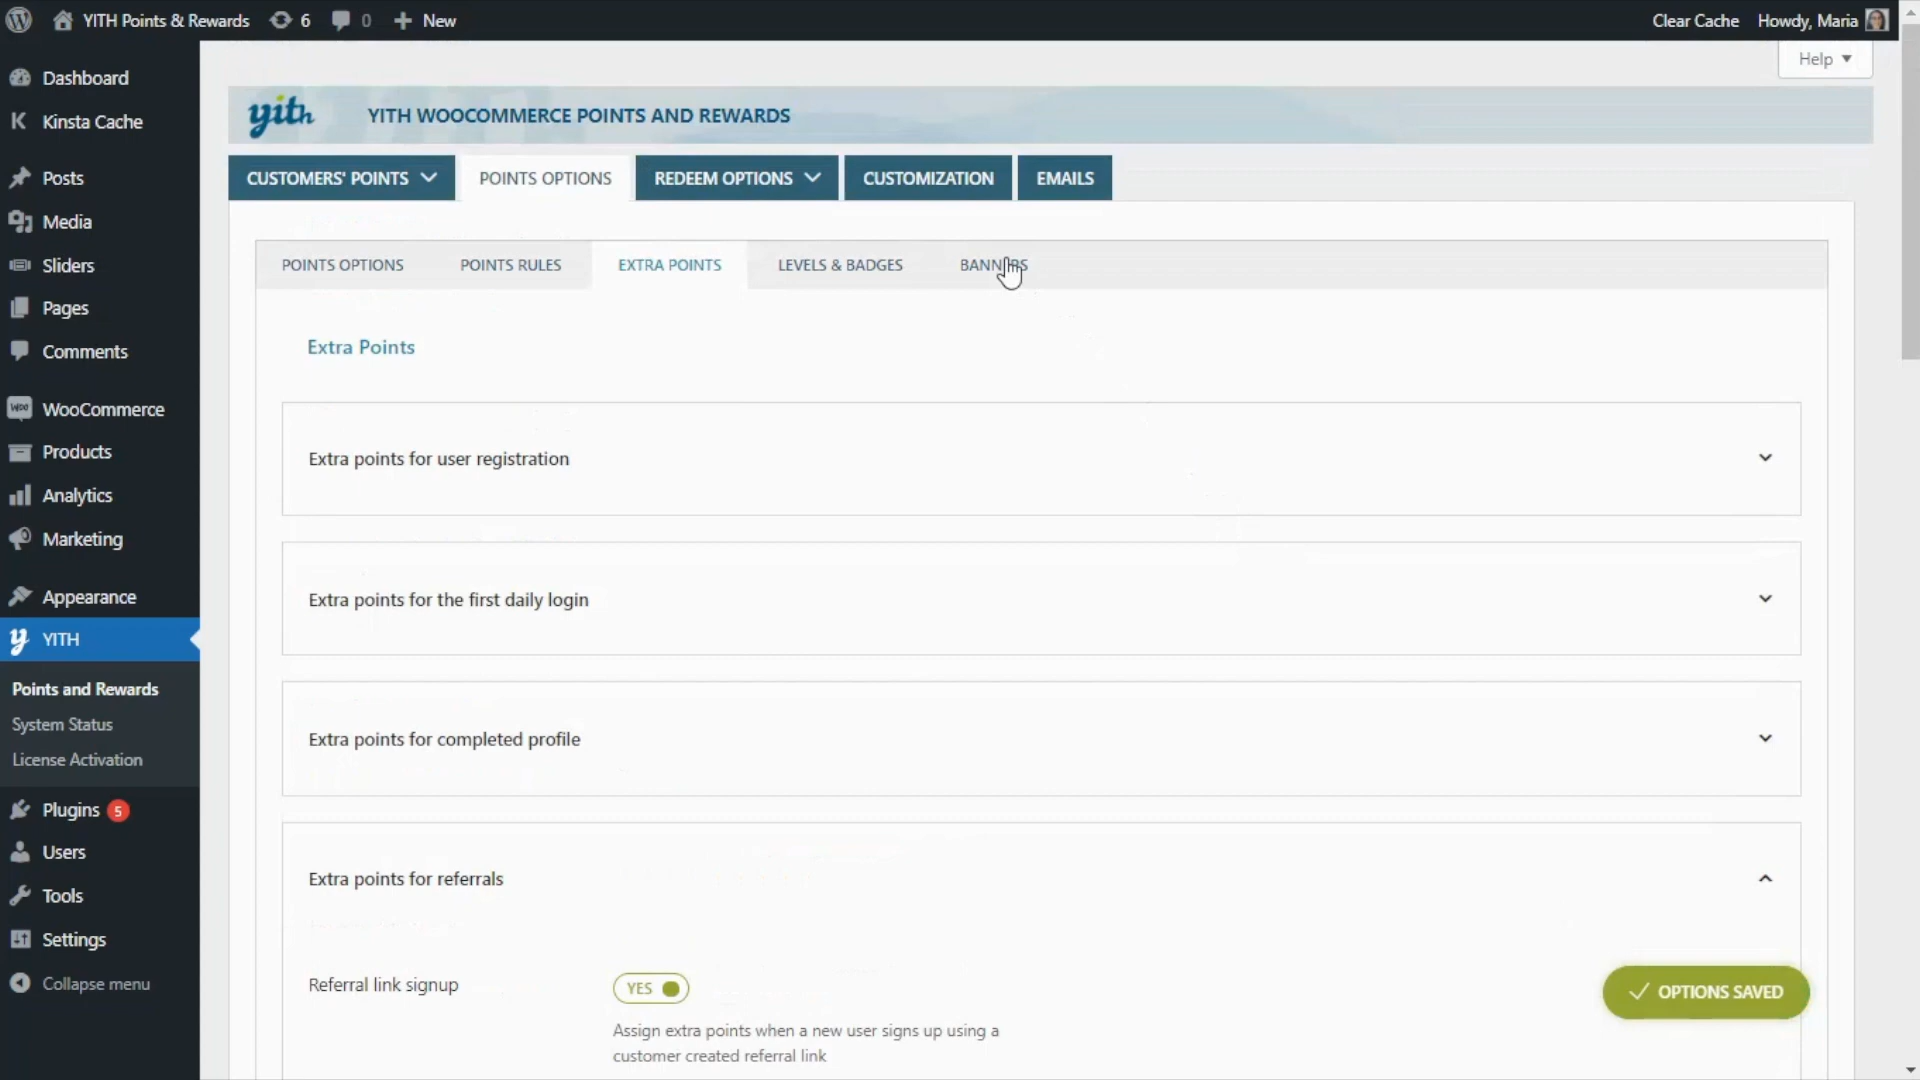 YITH Points & Rewards 6 0 New Clear Cache Howdy, Maria
Help
Dashboard
Kinsta Cache
Posts
Media
Sliders
Pages
Comments
WooCommerce
Products
Analytics
Marketing
Appearance
YITH
Points and Rewards
System Status
License Activation
Plugins 5
Users
Tools
Settings
Collapse menu
yith YITH WOOCOMMERCE POINTS AND REWARDS
CUSTOMERS' POINTS POINTS OPTIONS REDEEM OPTIONS CUSTOMIZATION EMAILS
POINTS OPTIONS POINTS RULES EXTRA POINTS LEVELS & BADGES BANNERS
Extra Points
Extra points for user registration
Extra points for the first daily login
Extra points for completed profile
Extra points for referrals
Referral link signup YES
Assign extra points when a new user signs up using a
customer created referral link
OPTIONS SAVED